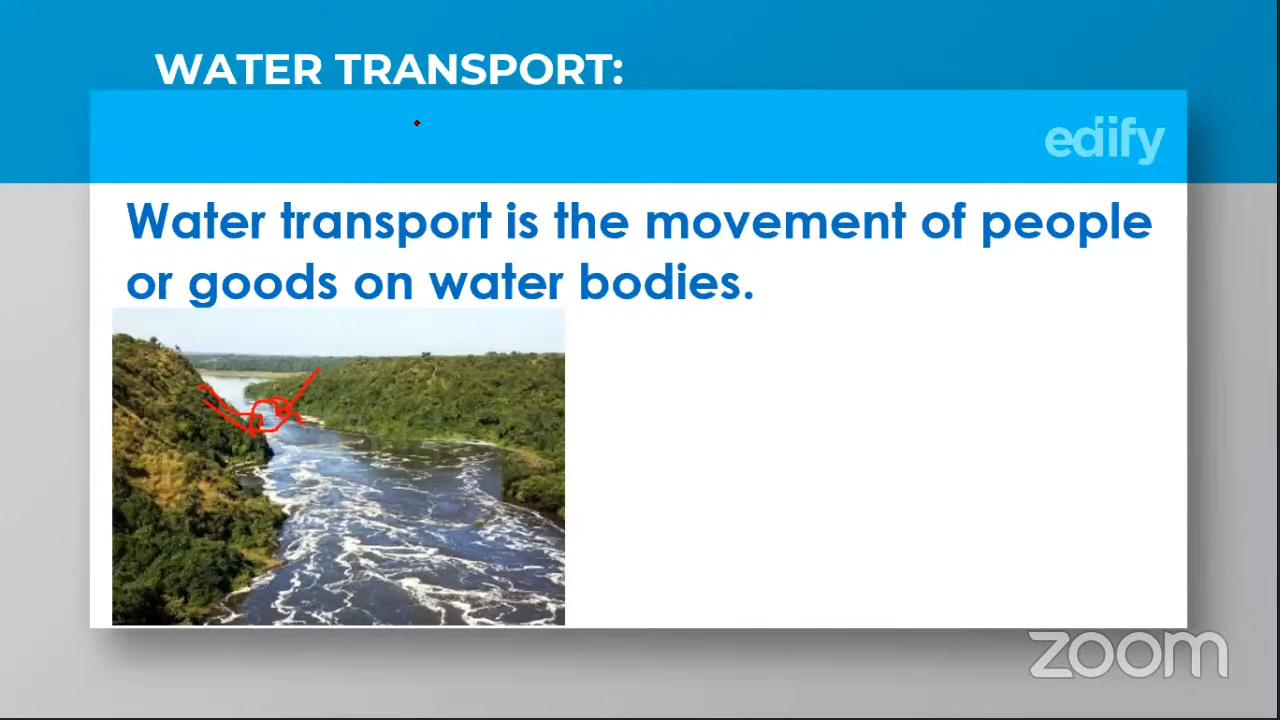 WATER TRANSPORT:
edify
Water transport is the movement of people
or goods on water bodies.
zoom